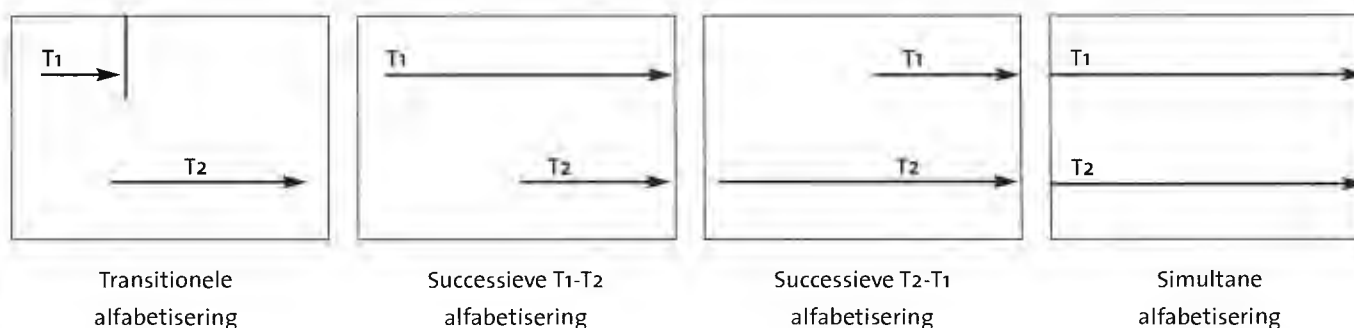 T1
T2
Transitionele
alfabetisering
T1
T2
Successieve T1-T2
alfabetisering
T1
T2
Successieve T2-T1
alfabetisering
T1
T2
Simultane
alfabetisering